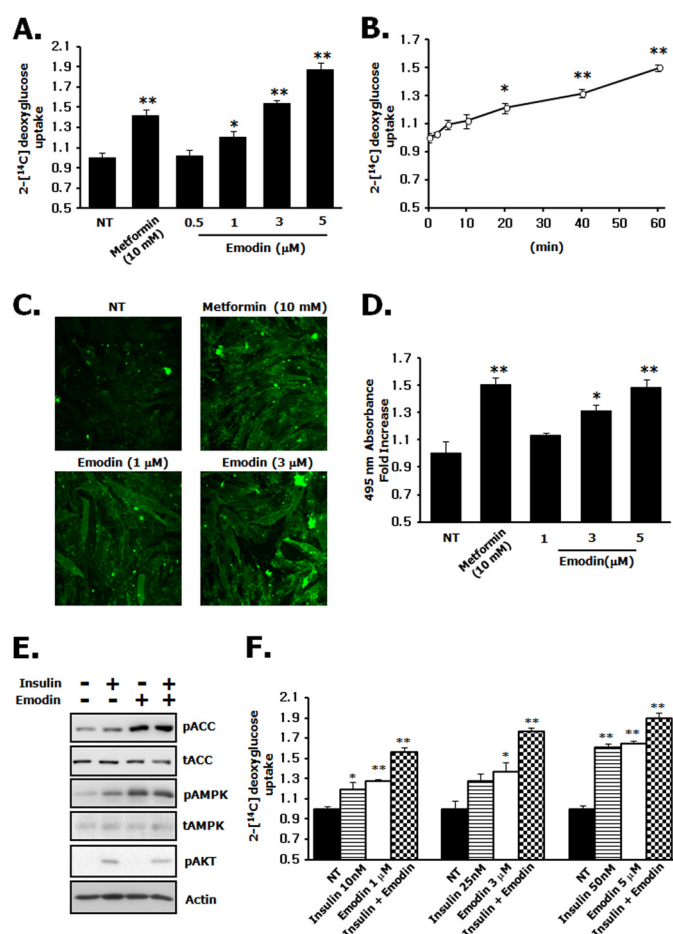 A.
2-[¹⁴C] deoxyglucose
uptake
2.1
1.9
1.7
1.5
1.3
1.1
0.9
0.7
0.5
**
*
**
**
NT
Metformin
(10 mM)
0.5
1
3
5
Emodin (μM)
B.
2-[¹⁴C] deoxyglucose
uptake
1.7
1.5
1.3
1.1
0.9
0.7
0.5
*
**
**
0 10 20 30 40 50 60
(min)
C.
NT
Metformin (10 mM)
Emodin (1 μM)
Emodin (3 μM)
D.
495 nm Absorbance
Fold Increase
1.7
1.5
1.3
1.1
0.9
0.7
0.5
**
*
**
NT
Metformin
(10 mM)
1
3
5
Emodin(μM)
E.
Insulin - + - +
Emodin - - + +
pACC
tACC
pAMPK
tAMPK
pAKT
Actin
F.
2-[¹⁴C] deoxyglucose
uptake
2.1
1.9
1.7
1.5
1.3
1.1
0.9
0.7
0.5
*
**
**
*
**
**
**
**
NT
Insulin 10nM
Emodin 1 μM
Insulin + Emodin
NT
Insulin 25nM
Emodin 3 μM
Insulin + Emodin
NT
Insulin 50nM
Emodin 5 μM
Insulin + Emodin